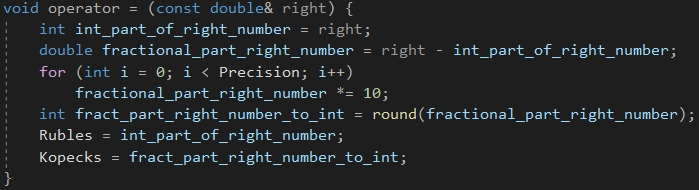 void operator = (const double& right) {
int int_part_of_right_number = right;
double fractional_part_right_number = right - int_part_of_right_number;
for (int i = 0; i < Precision; i++)
fractional_part_right_number *= 10;
int fract_part_right_number_to_int = round(fractional_part_right_number);
Rubles = int_part_of_right_number;
Kopecks = fract_part_right_number_to_int;
}